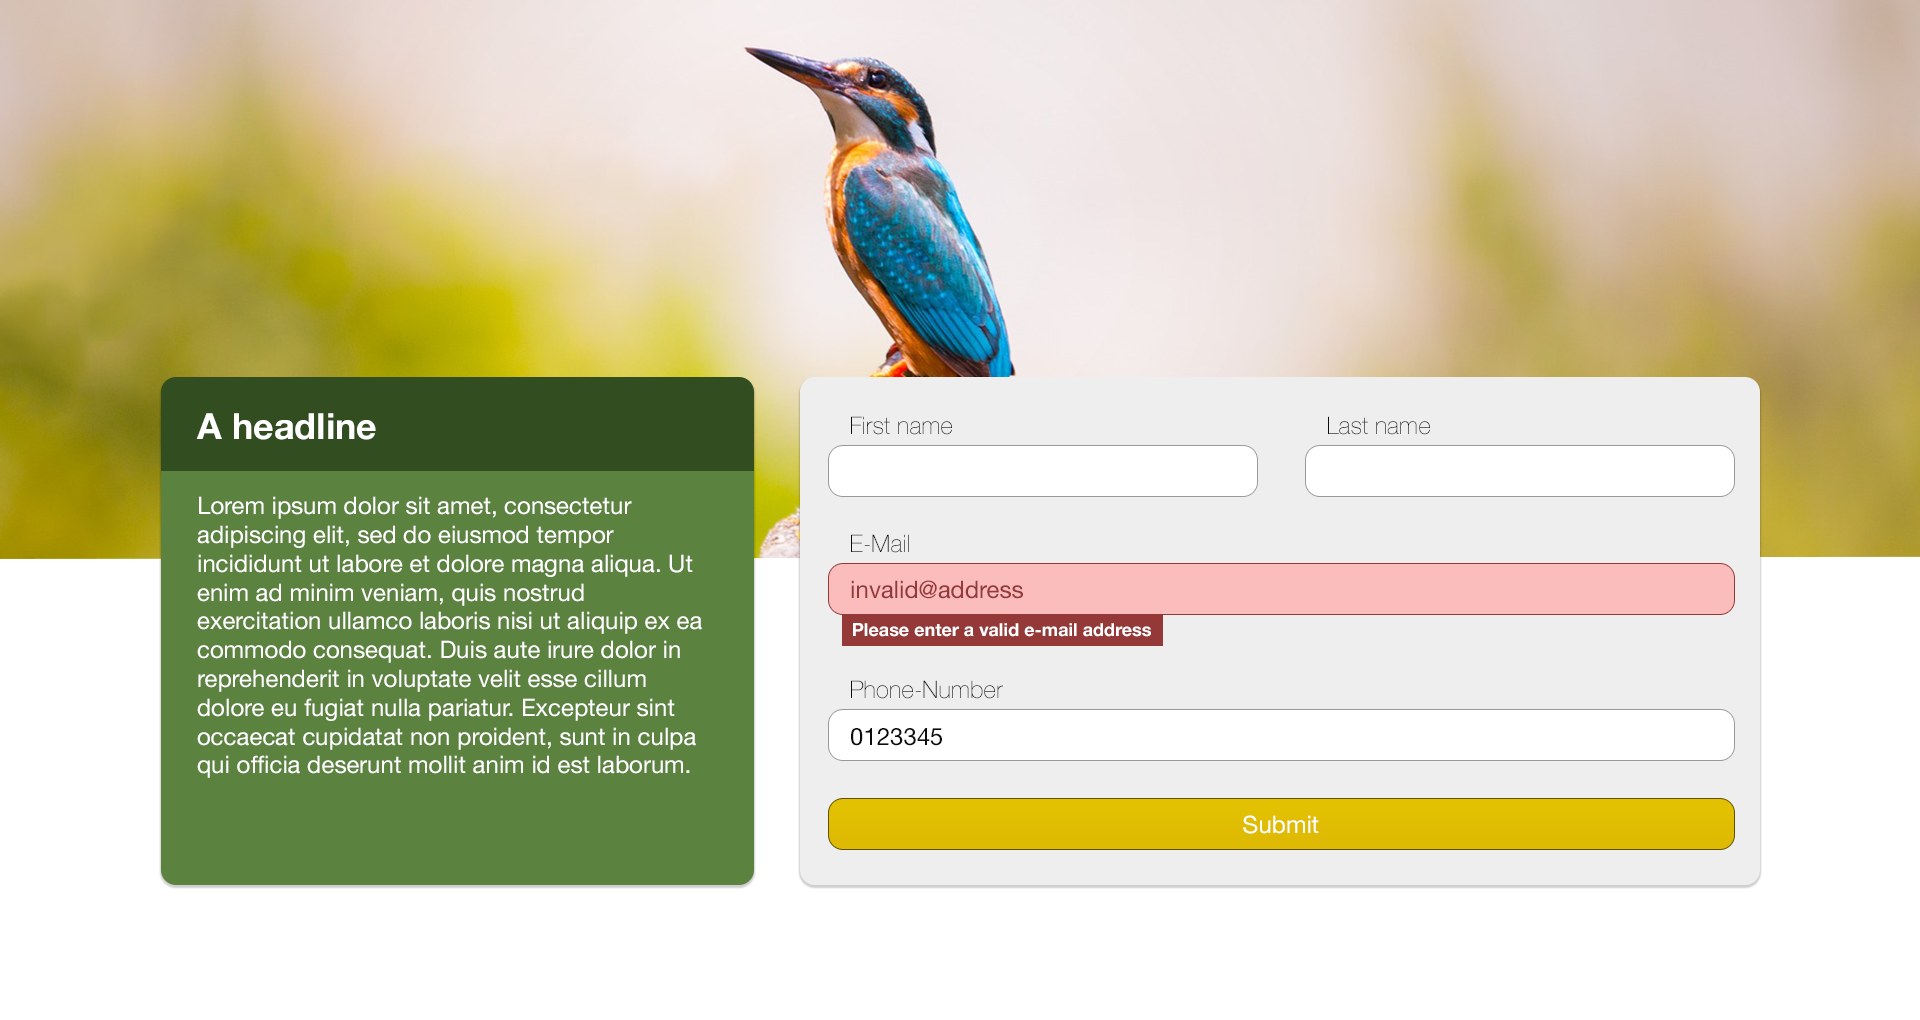 A headline
Lorem ipsum dolor sit amet, consectetur
adipiscing elit, sed do eiusmod tempor
incididunt ut labore et dolore magna aliqua. Ut
enim ad minim veniam, quis nostrud
exercitation ullamco laboris nisi ut aliquip ex ea
commodo consequat. Duis aute irure dolor in
reprehenderit in voluptate velit esse cillum
dolore eu fugiat nulla pariatur. Excepteur sint
occaecat cupidatat non proident, sunt in culpa
qui officia deserunt mollit anim id est laborum.
First name
Last name
E-Mail
invalid@address
Please enter a valid e-mail address
Phone-Number
0123345
Submit